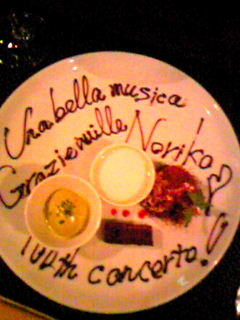 Una bella musica
Grazie mille Noriko!
100th concerto!